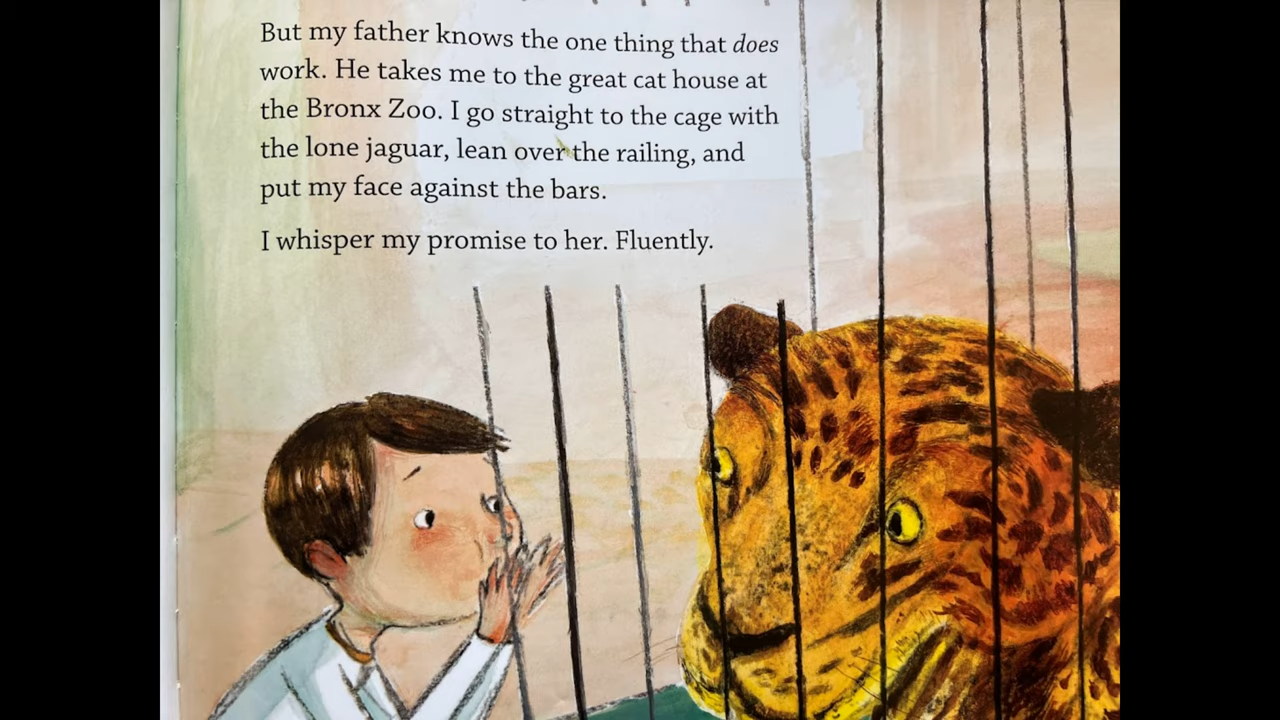 But my father knows the one thing that does
work. He takes me to the great cat house at
the Bronx Zoo. I go straight to the cage with
the lone jaguar, lean over the railing, and
put my face against the bars.
I whisper my promise to her. Fluently.